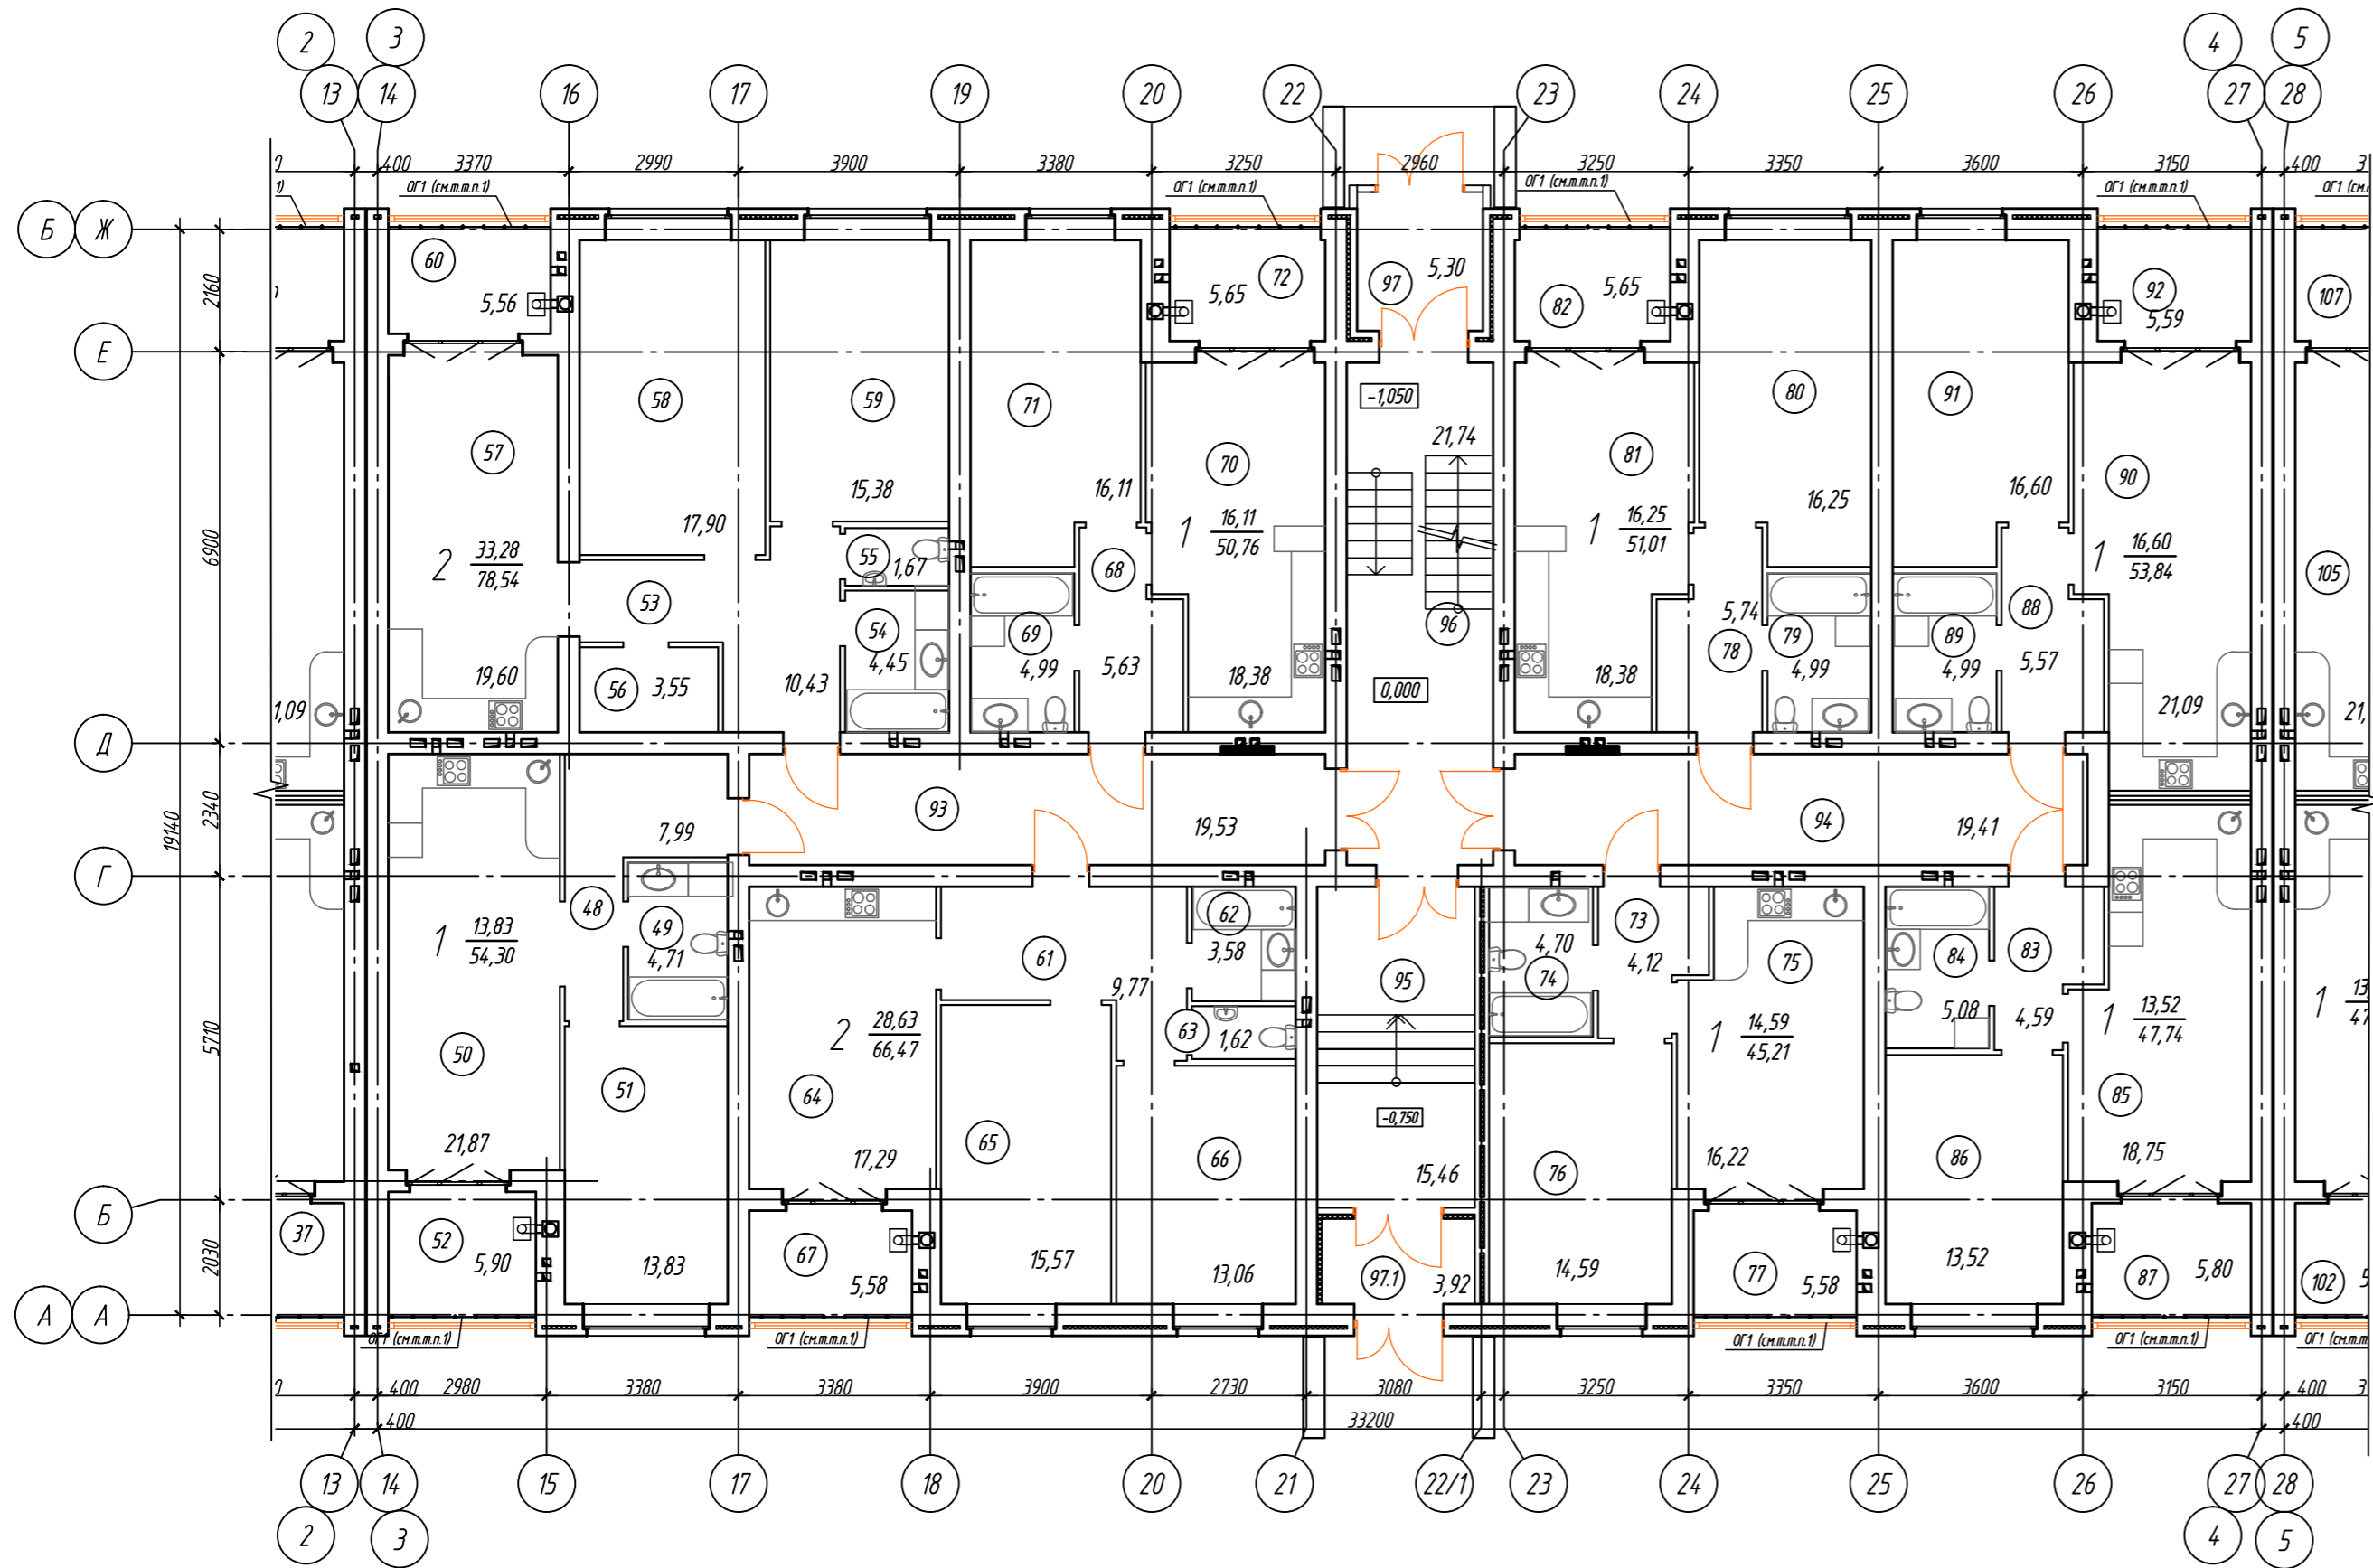 2 3 4 5
13 14 16 17 19 20 22 23 24 25 26 27 28
400 3370 2990 3900 3380 3250 2960 3250 3350 3600 3150 400
ОГ1 (см.т.п.1) ОГ1 (см.т.п.1) ОГ1 (см.т.п.1) ОГ1 (см.т.п.1)
Б Ж
60 5,56 72 5,65 97 5,30 82 5,65 92 5,59 107
2160
Е
-1,050
58 59 71 80 91
57 70 21,74 81 90
15,38 16,11 16,25 16,60
17,90
1 16,11 1 16,25 1 16,60
50,76 51,01 53,84
2 33,28
78,54
6900
55 1,67 68 105
53 54 69 96 5,74 79 89 88
4,45 4,99 5,63 78 4,99 4,99 5,57
19,60 56 3,55 10,43 18,38 0,000 18,38 21,09
Д
2340
19140
7,99 93 19,53 94 19,41
Г
48 49 4,71 62 3,58 4,70 73 4,12 75 84 83
1 13,83
54,30
61 9,77 95 74 5,08 4,59
2 28,63 63 1,62 1 14,59 1 13,52
66,47 45,21 47,74
5710
50 51 64 -0,750 85
65 66 76 86
21,87 17,29 15,46 16,22 18,75
Б
37 52 5,90 67 5,58 15,57 13,06 97.1 3,92 14,59 77 5,58 13,52 87 5,80 102
13,83
2030
А А
ОГ1 (см.т.п.1) ОГ1 (см.т.п.1) ОГ1 (см.т.п.1) ОГ1 (см.т.п.1)
400 2980 3380 3380 3900 2730 3080 3250 3350 3600 3150 400
400 33200 400
13 14 15 17 18 20 21 22/1 23 24 25 26 27 28
2 3 4 5